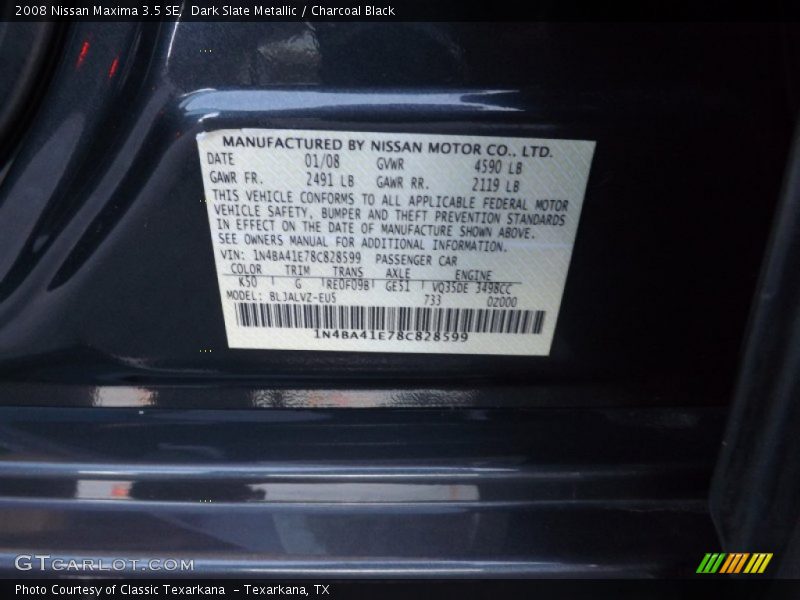 2008 Nissan Maxima 3.5 SE, Dark Slate Metallic / Charcoal Black
MANUFACTURED BY NISSAN MOTOR CO., LTD.
DATE 01/08 GVWR 4590 LB
GAWR FR. 2491 LB GAWR RR. 2119 LB
THIS VEHICLE CONFORMS TO ALL APPLICABLE FEDERAL MOTOR
VEHICLE SAFETY, BUMPER AND THEFT PREVENTION STANDARDS
IN EFFECT ON THE DATE OF MANUFACTURE SHOWN ABOVE.
SEE OWNERS MANUAL FOR ADDITIONAL INFORMATION.
VIN: 1N4BA41E78C828599 PASSENGER CAR
COLOR TRIM TRANS AXLE ENGINE
K50 G RE0F09B GE51 VQ35DE 3498CC
MODEL: BLJALVZ-EU5 733 02000
1N4BA41E78C828599
GTCARLOT.COM
Photo Courtesy of Classic Texarkana - Texarkana, TX